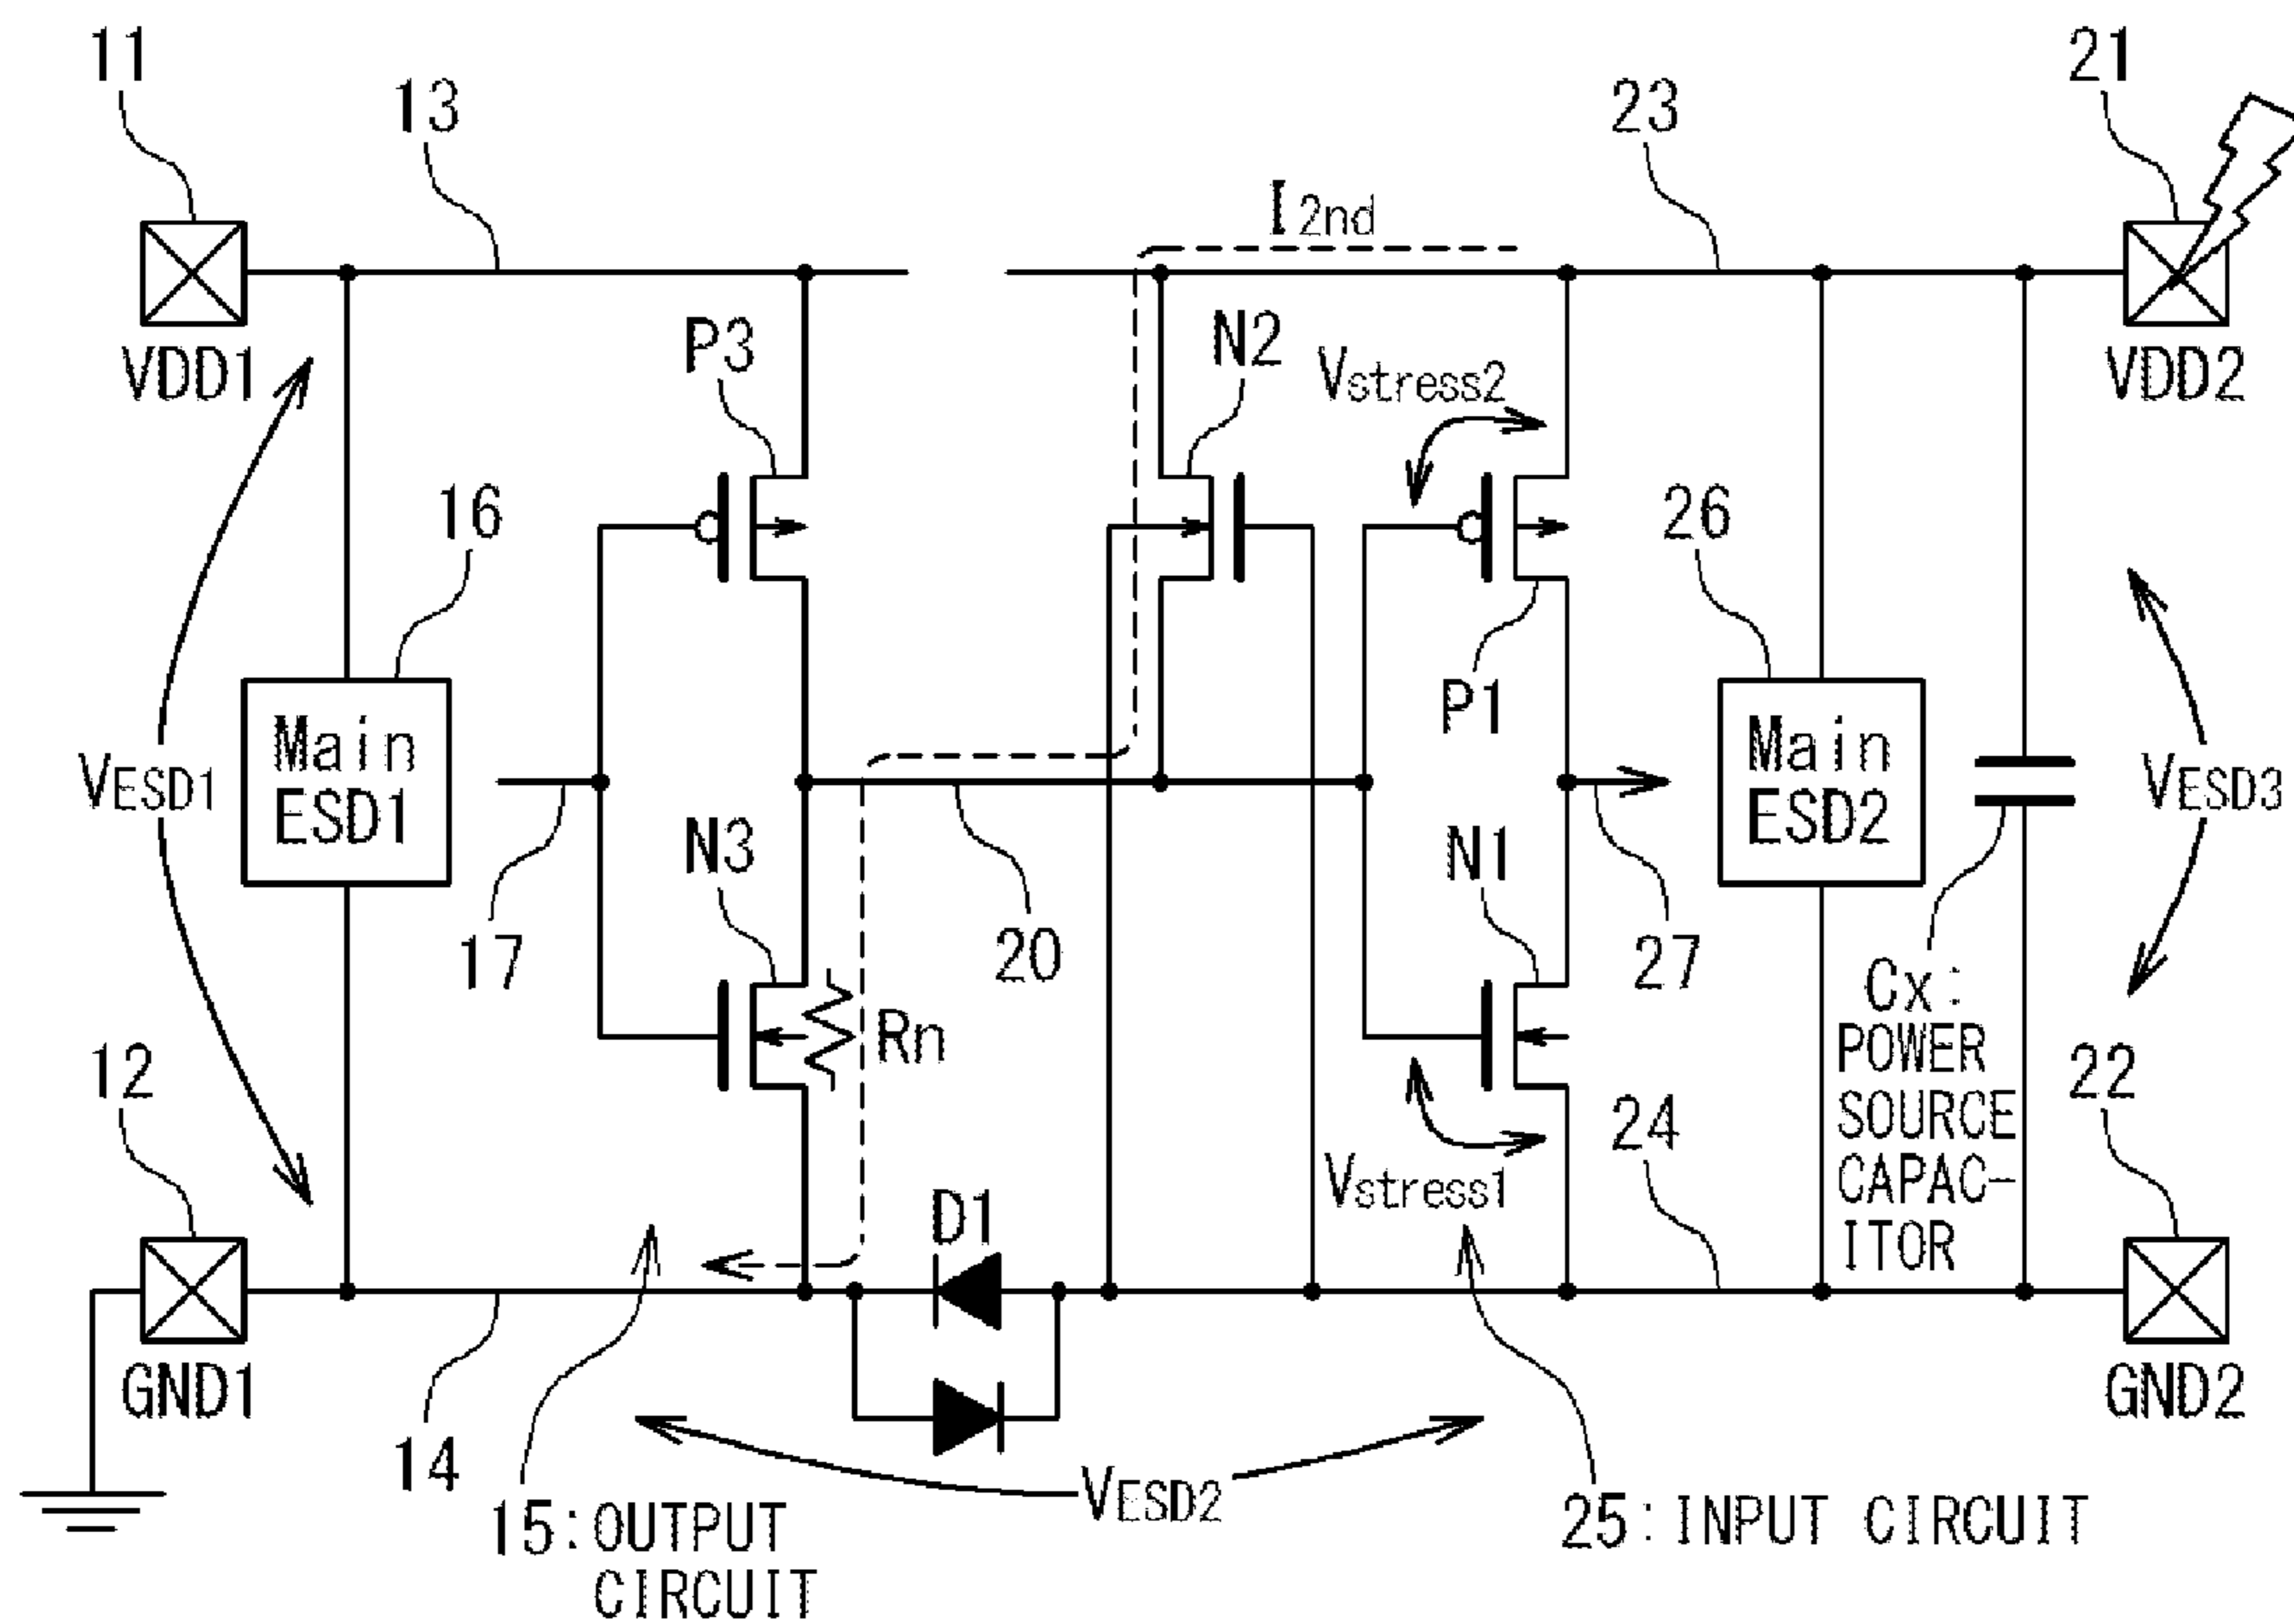 11
13
23
21
I2nd
VDD1
P3
N2
Vstress2
VDD2
16
26
P1
Main
ESD1
Main
ESD2
VESD1
VESD3
N3
N1
17
20
27
Cx:
POWER
SOURCE
CAPAC-
ITOR
Rn
12
22
24
Vstress1
D1
GND1
GND2
14
VESD2
15:OUTPUT
CIRCUIT
25:INPUT CIRCUIT